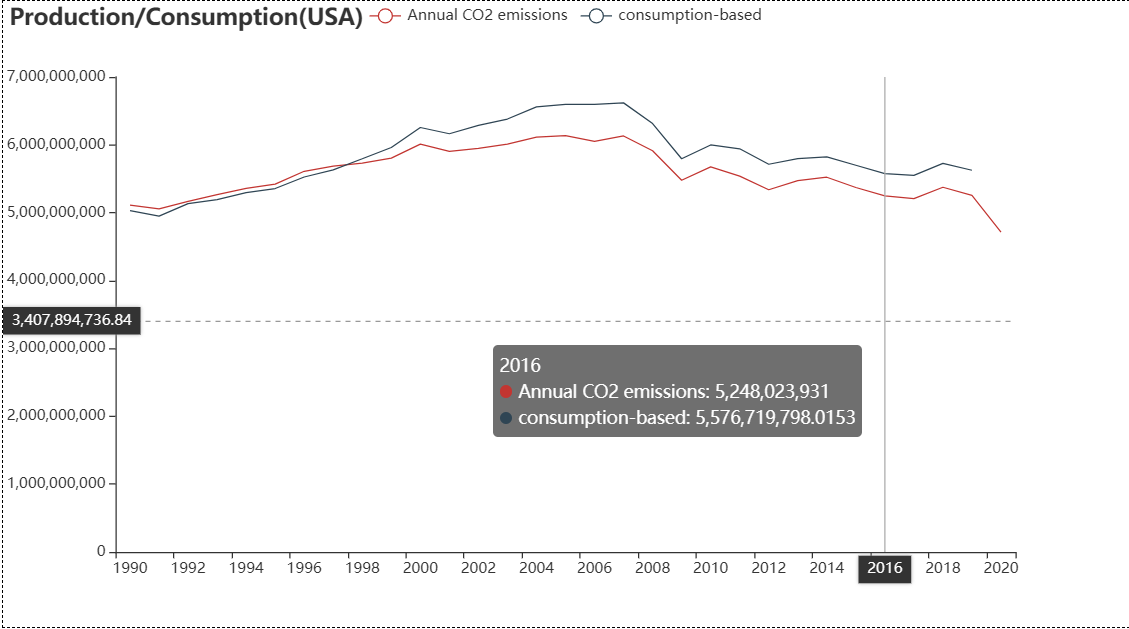 Production/Consumption(USA) Annual CO2 emissions consumption-based
7,000,000,000
6,000,000,000
5,000,000,000
4,000,000,000
3,407,894,736.84
3,000,000,000
2016
Annual CO2 emissions: 5,248,023,931
consumption-based: 5,576,719,798.0153
2,000,000,000
1,000,000,000
0
1990 1992 1994 1996 1998 2000 2002 2004 2006 2008 2010 2012 2014 2016 2018 2020